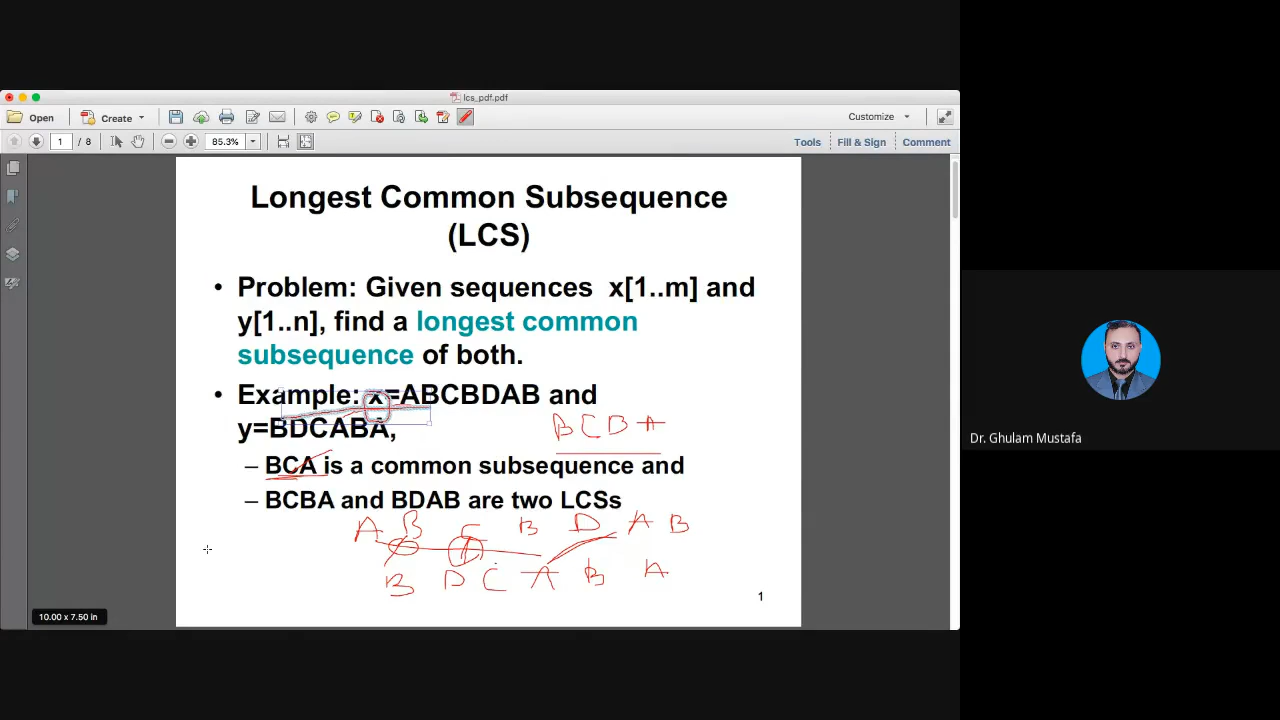 lcs_pdf.pdf
Open Create Customize
1 / 8 85.3% Tools Fill & Sign Comment
Longest Common Subsequence
(LCS)
• Problem: Given sequences x[1..m] and
y[1..n], find a longest common
subsequence of both.
• Example: x=ABCBDAB and
y=BDCABA,
BCBA
– BCA is a common subsequence and
– BCBA and BDAB are two LCSs
A B C B D A B
B D C A B A
1
10.00 x 7.50 in
Dr. Ghulam Mustafa